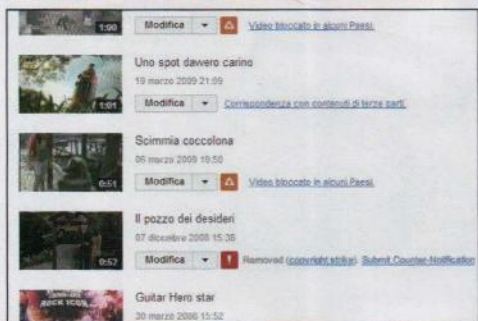 1:00
Modifica Video bloccato in alcuni Paesi.
Uno spot davvero carino
19 marzo 2009 21:09
1:01
Modifica Corrispondenza con contenuti di terze parti.
Scimmia coccolona
06 marzo 2009 10:50
0:51
Modifica Video bloccato in alcuni Paesi.
Il pozzo dei desideri
07 dicembre 2008 15:36
0:57
Modifica Removed (copyright strike). Submit Counter-Notification
Guitar Hero star
ROCK ICON
30 marzo 2008 15:52